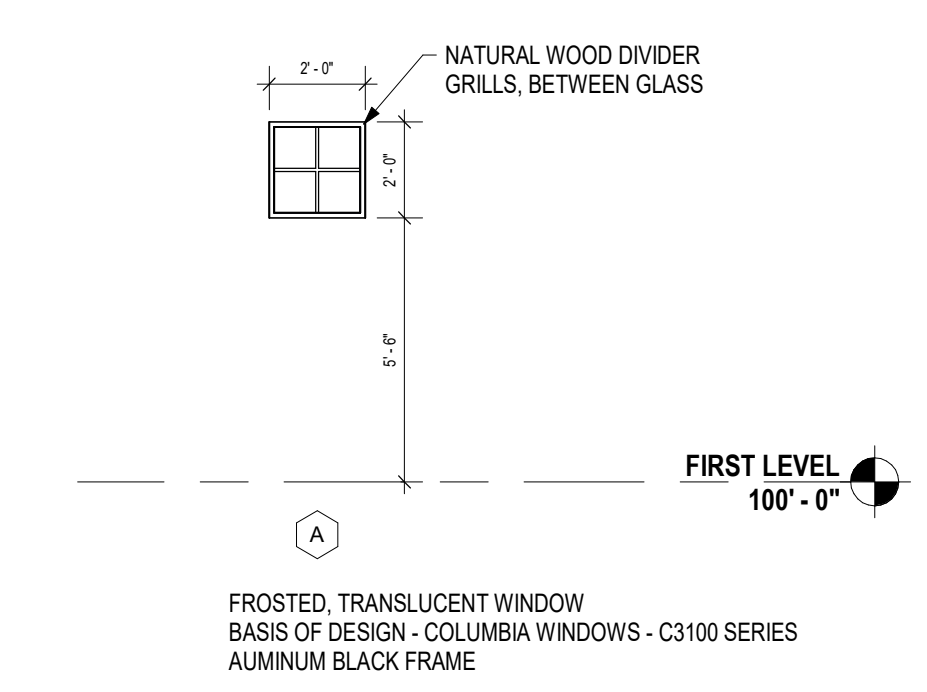 NATURAL WOOD DIVIDER
GRILLS, BETWEEN GLASS
2' - 0"
2' - 0"
5' - 6"
FIRST LEVEL
100' - 0"
A
FROSTED, TRANSLUCENT WINDOW
BASIS OF DESIGN - COLUMBIA WINDOWS - C3100 SERIES
AUMINUM BLACK FRAME